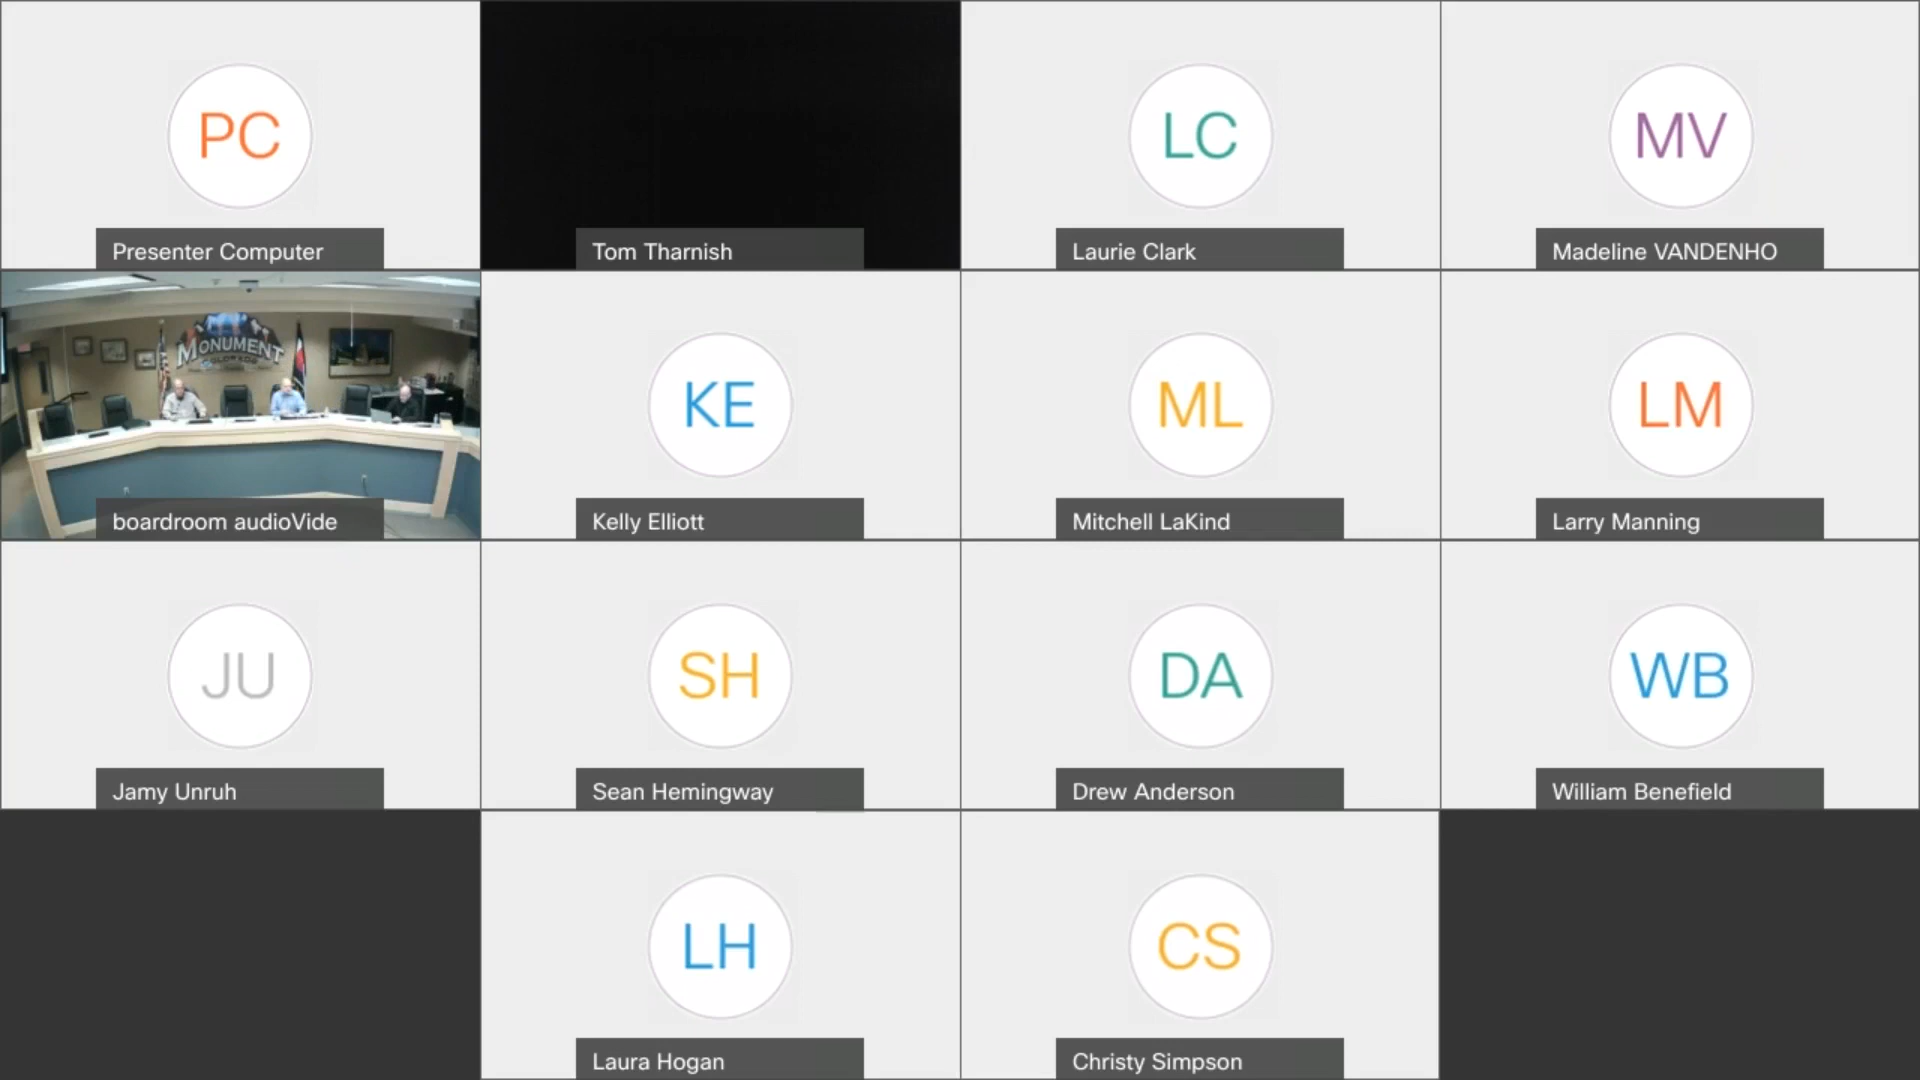 PC
LC
MV
Presenter Computer
Tom Tharnish
Laurie Clark
Madeline VANDENHO
MONUMENT
COLORADO
KE
ML
LM
boardroom audioVide
Kelly Elliott
Mitchell LaKind
Larry Manning
JU
SH
DA
WB
Jamy Unruh
Sean Hemingway
Drew Anderson
William Benefield
LH
CS
Laura Hogan
Christy Simpson